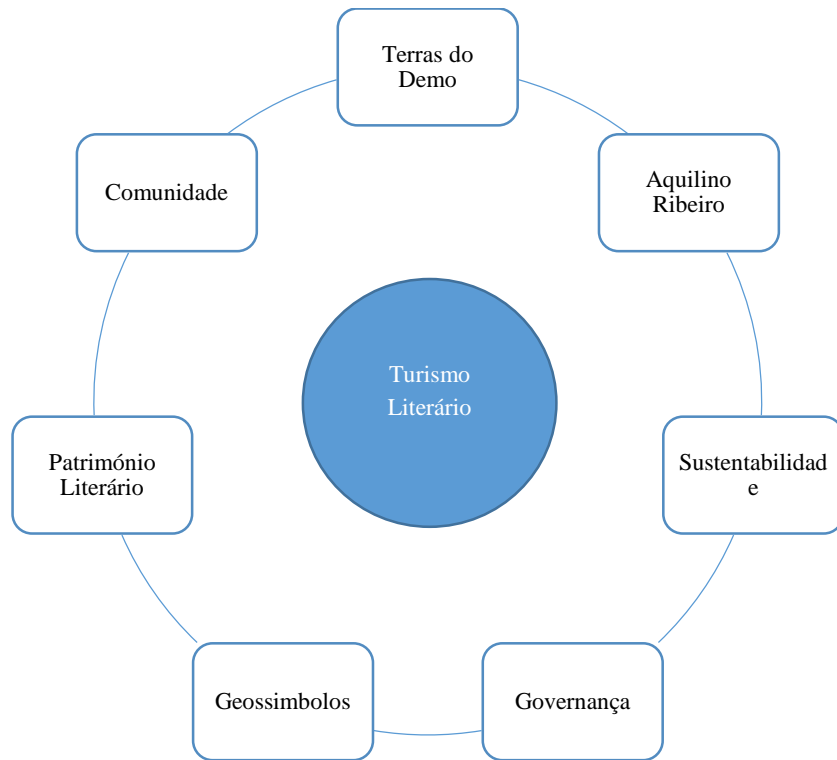 Terras do
Demo
Comunidade
Aquilino
Ribeiro
Turismo
Literário
Património
Literário
Sustentabilidad
e
Geossimbolos
Governança